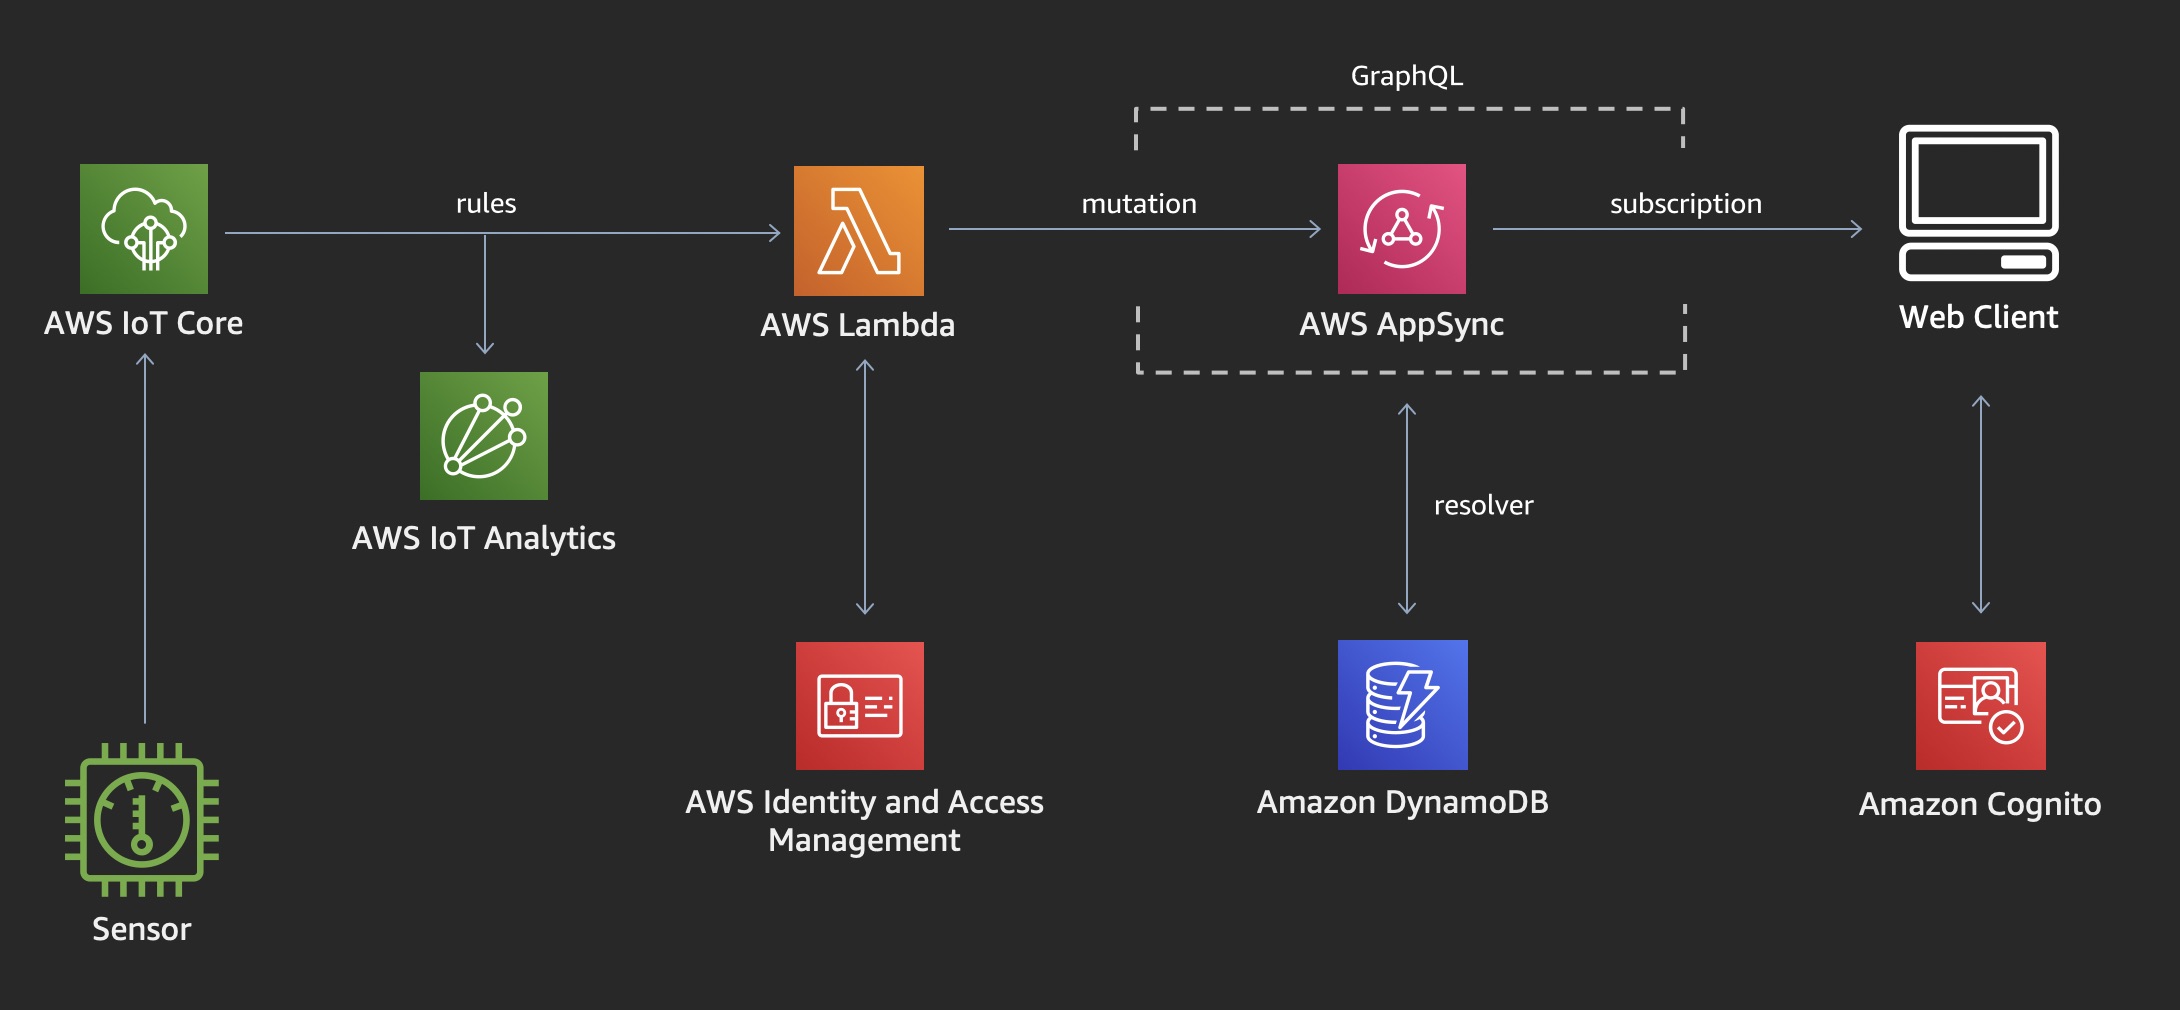 GraphQL
rules
mutation
subscription
AWS IoT Core
AWS Lambda
AWS AppSync
Web Client
resolver
AWS IoT Analytics
AWS Identity and Access
Management
Amazon DynamoDB
Amazon Cognito
Sensor